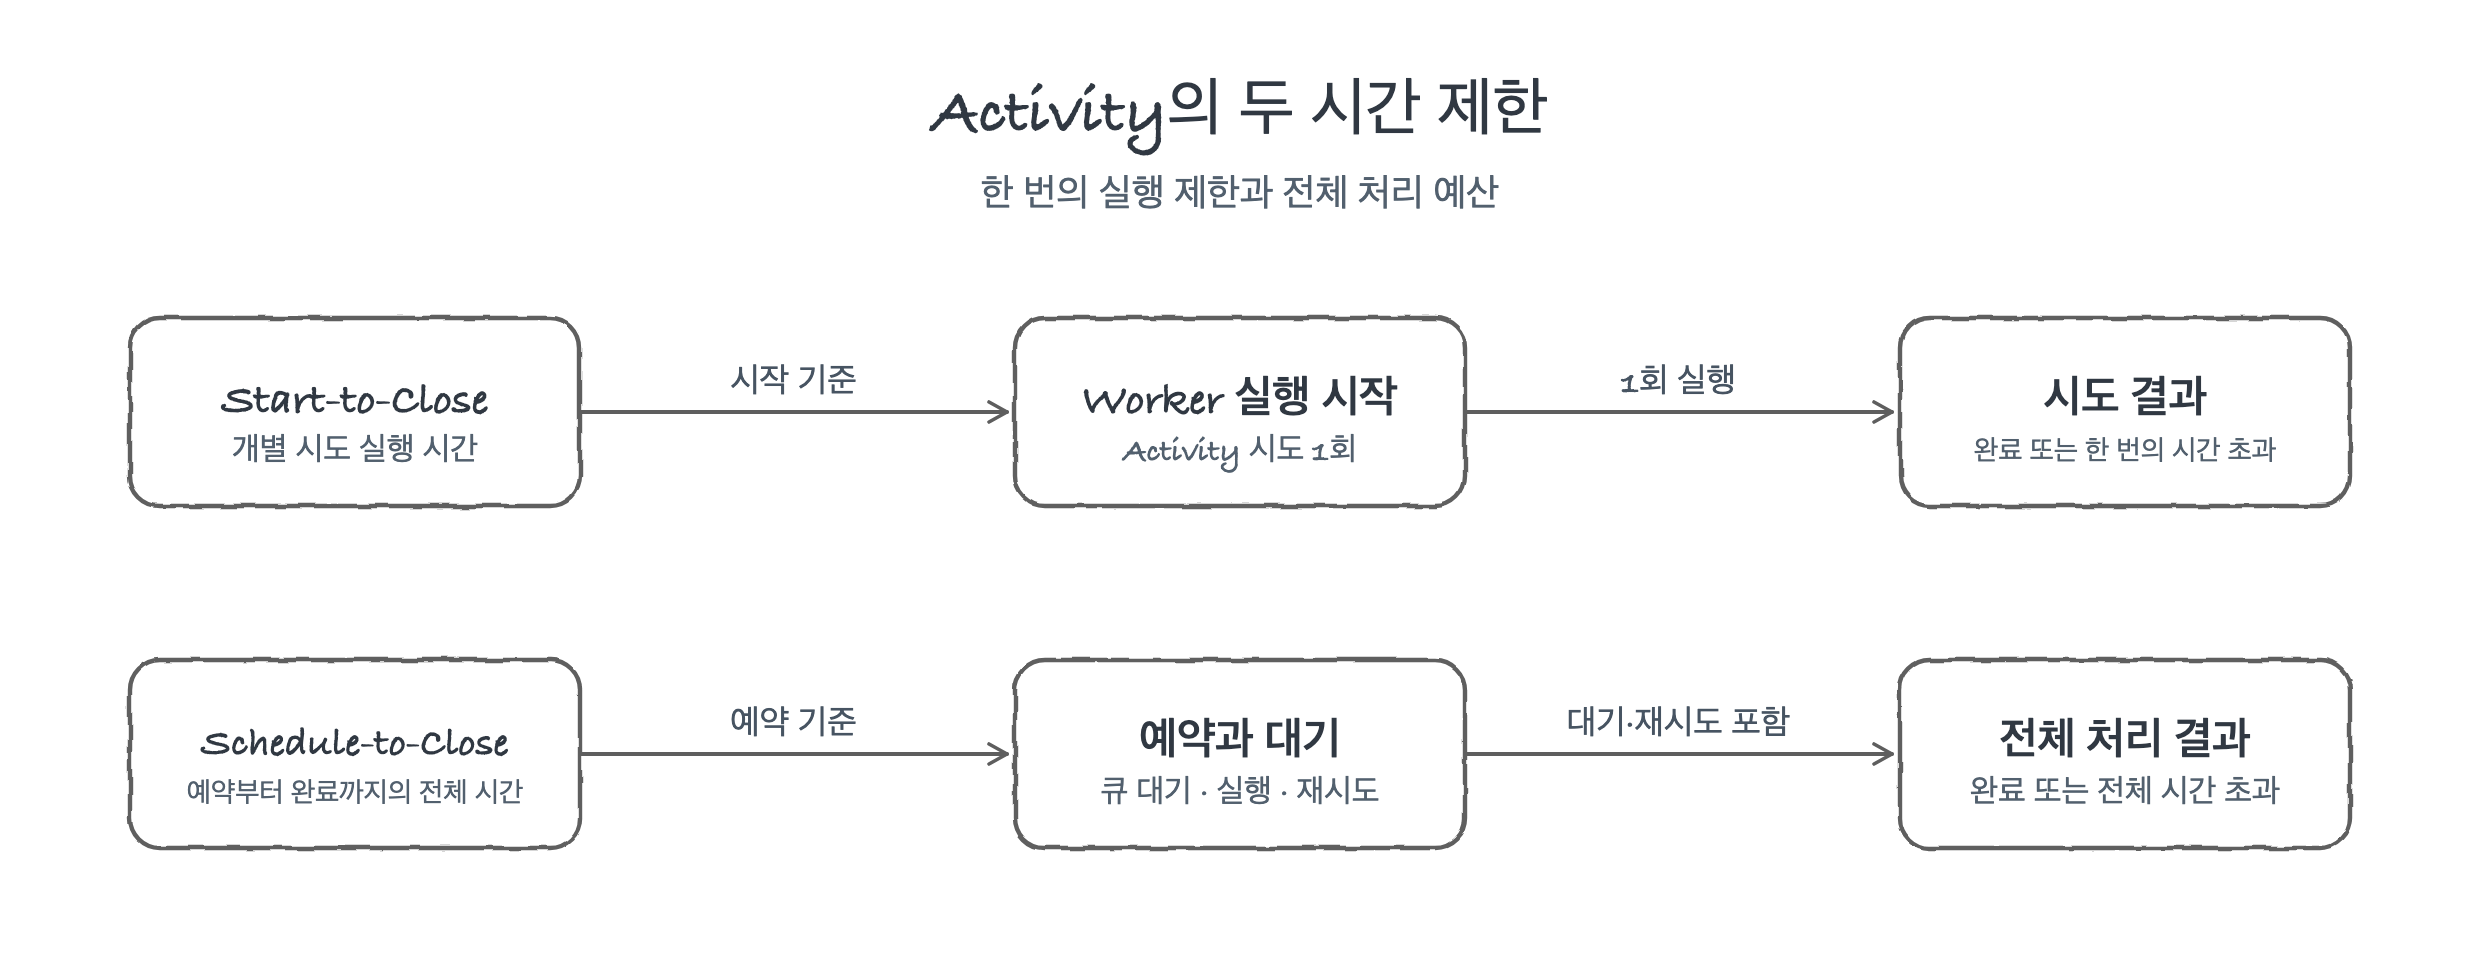 Activity의 두 시간 제한
한 번의 실행 제한과 전체 처리 예산
Start-to-Close
개별 시도 실행 시간
시작 기준
Worker 실행 시작
Activity 시도 1회
1회 실행
시도 결과
완료 또는 한 번의 시간 초과
Schedule-to-Close
예약부터 완료까지의 전체 시간
예약 기준
예약과 대기
큐 대기 · 실행 · 재시도
대기·재시도 포함
전체 처리 결과
완료 또는 전체 시간 초과